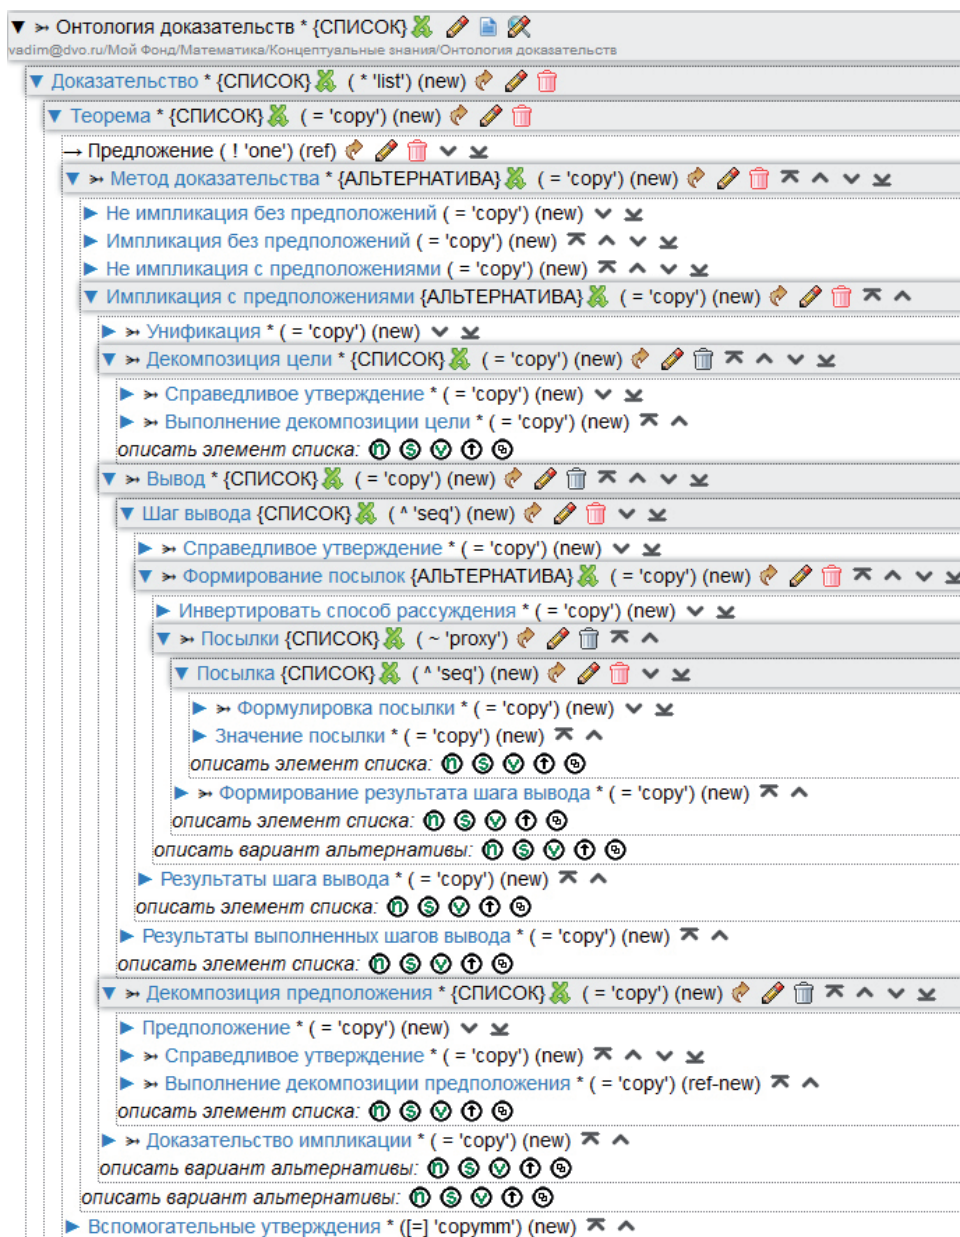 ▼ ⤖ Онтология доказательств * {СПИСОК}
vadim@dvo.ru/Мой Фонд/Математика/Концептуальные знания/Онтология доказательств
▼ Доказательство * {СПИСОК} ( * 'list') (new)
▼ Теорема * {СПИСОК} ( = 'copy') (new)
→ Предложение ( ! 'one') (ref)
▼ ⤖ Метод доказательства * {АЛЬТЕРНАТИВА} ( = 'copy') (new)
▶ Не импликация без предположений ( = 'copy') (new)
▶ Импликация без предположений ( = 'copy') (new)
▶ Не импликация с предположениями ( = 'copy') (new)
▼ Импликация с предположениями {АЛЬТЕРНАТИВА} ( = 'copy') (new)
▶ ⤖ Унификация * ( = 'copy') (new)
▼ ⤖ Декомпозиция цели * {СПИСОК} ( = 'copy') (new)
▶ ⤖ Справедливое утверждение * ( = 'copy') (new)
▶ ⤖ Выполнение декомпозиции цели * ( = 'copy') (new)
описать элемент списка: n s v
▼ ⤖ Вывод * {СПИСОК} ( = 'copy') (new)
▼ Шаг вывода {СПИСОК} ( ^ 'seq') (new)
▶ ⤖ Справедливое утверждение * ( = 'copy') (new)
▼ ⤖ Формирование посылок {АЛЬТЕРНАТИВА} ( = 'copy') (new)
▶ Инвертировать способ рассуждения * ( = 'copy') (new)
▼ ⤖ Посылки {СПИСОК} ( ~ 'proxy')
▼ Посылка {СПИСОК} ( ^ 'seq') (new)
▶ ⤖ Формулировка посылки * ( = 'copy') (new)
▶ Значение посылки * ( = 'copy') (new)
описать элемент списка: n s v
▶ ⤖ Формирование результата шага вывода * ( = 'copy') (new)
описать элемент списка: n s v
описать вариант альтернативы: n s v
▶ Результаты шага вывода * ( = 'copy') (new)
описать элемент списка: n s v
▶ Результаты выполненных шагов вывода * ( = 'copy') (new)
описать элемент списка: n s v
▼ ⤖ Декомпозиция предположения * {СПИСОК} ( = 'copy') (new)
▶ Предположение * ( = 'copy') (new)
▶ ⤖ Справедливое утверждение * ( = 'copy') (new)
▶ ⤖ Выполнение декомпозиции предположения * ( = 'copy') (ref-new)
описать элемент списка: n s v
▶ ⤖ Доказательство импликации * ( = 'copy') (new)
описать вариант альтернативы: n s v
описать вариант альтернативы: n s v
▶ Вспомогательные утверждения * ([=] 'copymm') (new)